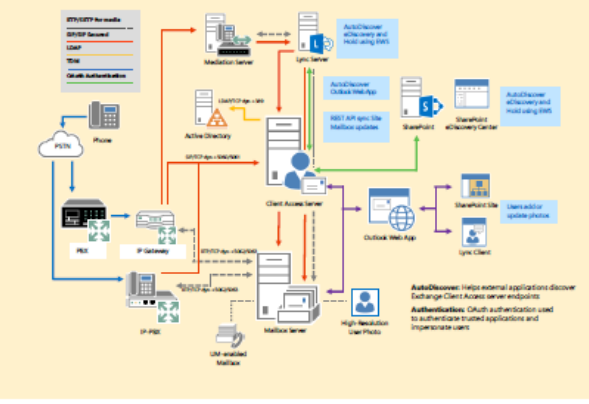 RTP/SRTP for media
SIP/SIP Secured
LDAP
TDM
OAuth Authentication
Mediation Server
Lync Server
AutoDiscover
eDiscovery and
Hold using EWS
AutoDiscover
Outlook Web App
REST API sync Site
Mailbox updates
SharePoint
SharePoint
eDiscovery Center
AutoDiscover
eDiscovery and
Hold using EWS
Active Directory
Phone
PSTN
Client Access Server
PBX
IP Gateway
Outlook Web App
SharePoint Site
Lync Client
Users add or
update photos
IP-PBX
Mailbox Server
High-Resolution
User Photo
UM-enabled
Mailbox
AutoDiscover: Helps external applications discover
Exchange Client Access server endpoints
Authentication: OAuth authentication used
to authenticate trusted applications and
impersonate users